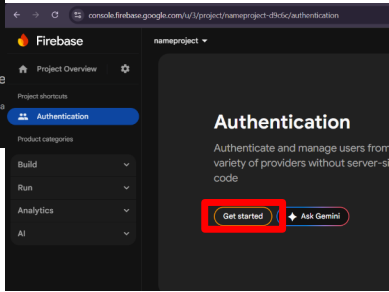 console.firebase.google.com/u/3/project/nameproject-d9c6c/authentication
Firebase
nameproject
Project Overview
Project shortcuts
Authentication
Product categories
Build
Run
Analytics
AI
Authentication
Authenticate and manage users from
variety of providers without server-si
code
Get started
Ask Gemini